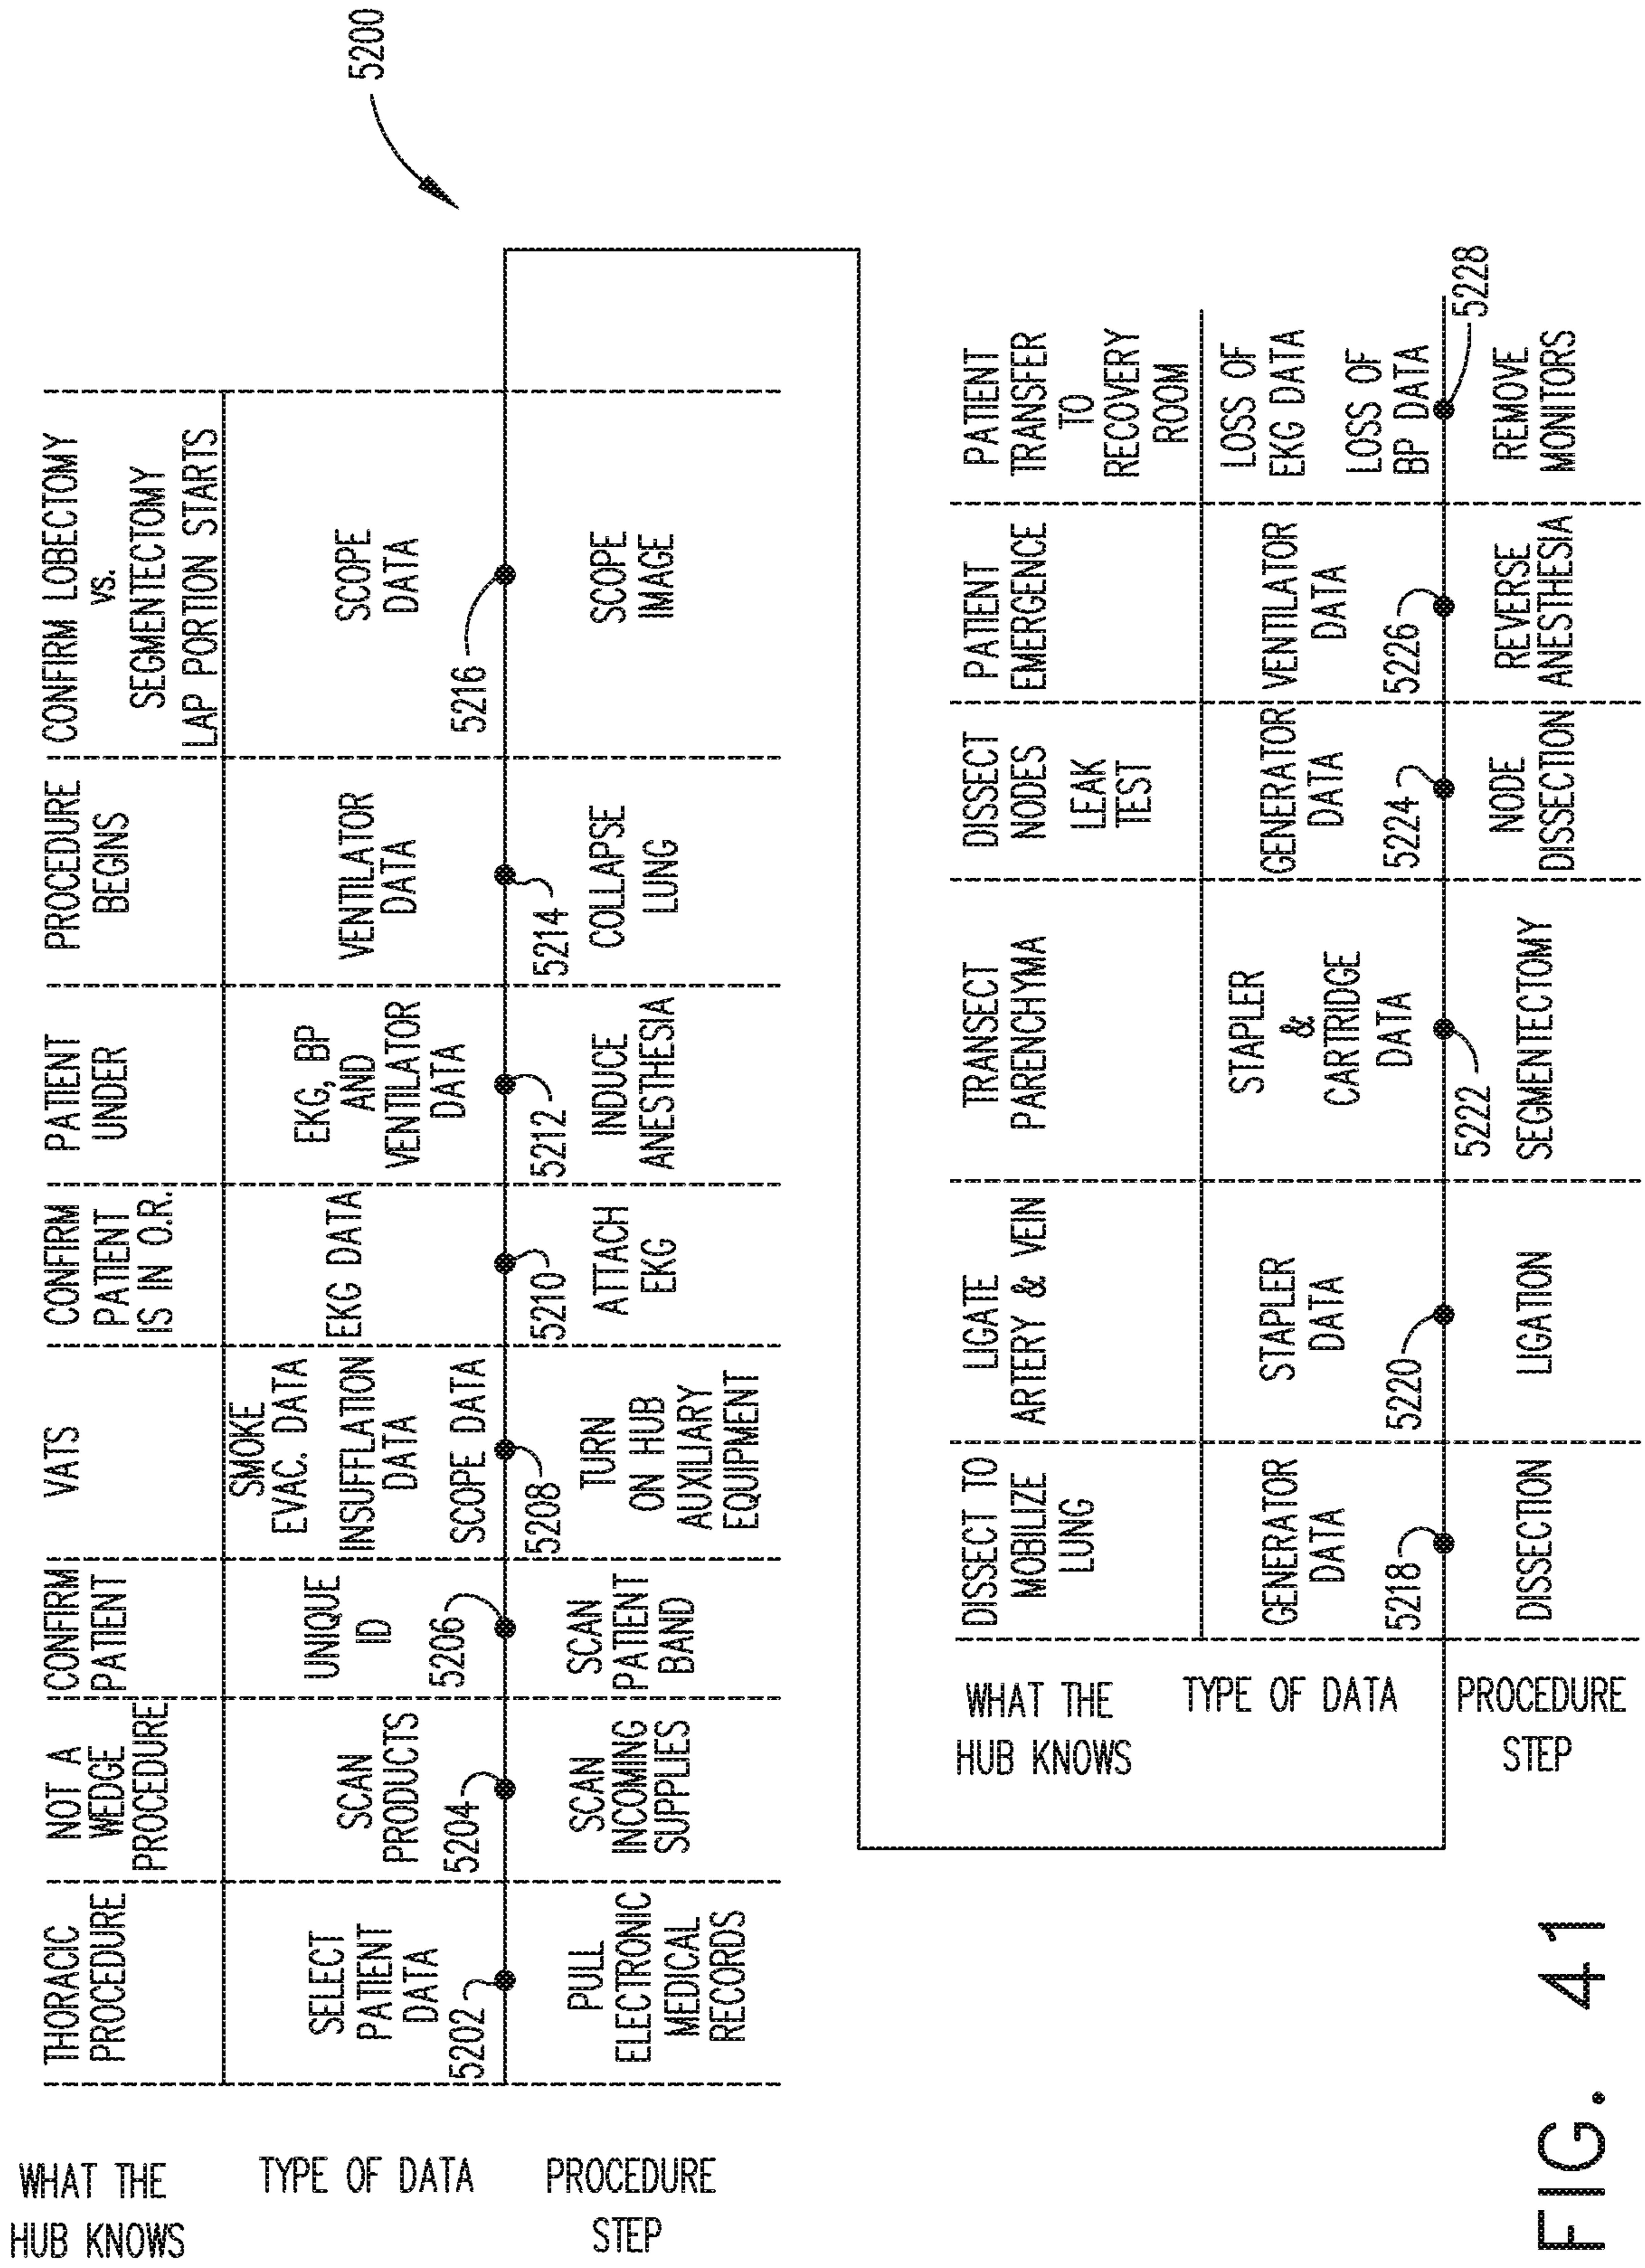 5200
WHAT THE
HUB KNOWS
THORACIC
PROCEDURE
NOT A
WEDGE
PROCEDURE
CONFIRM
PATIENT
VATS
CONFIRM
PATIENT
IS IN O.R.
PATIENT
UNDER
PROCEDURE
BEGINS
CONFIRM LOBECTOMY
VS.
SEGMENTECTOMY
LAP PORTION STARTS
TYPE OF DATA
SELECT
PATIENT
DATA
SCAN
PRODUCTS
UNIQUE
ID
SMOKE
EVAC. DATA
INSUFFLATION
DATA
SCOPE DATA
EKG DATA
EKG, BP
AND
VENTILATOR
DATA
VENTILATOR
DATA
SCOPE
DATA
5202
5204
5206
5208
5210
5212
5214
5216
PROCEDURE
STEP
PULL
ELECTRONIC
MEDICAL
RECORDS
SCAN
INCOMING
SUPPLIES
SCAN
PATIENT
BAND
TURN
ON HUB
AUXILIARY
EQUIPMENT
ATTACH
EKG
INDUCE
ANESTHESIA
COLLAPSE
LUNG
SCOPE
IMAGE
WHAT THE
HUB KNOWS
DISSECT TO
MOBILIZE
LUNG
LIGATE
ARTERY & VEIN
TRANSECT
PARENCHYMA
DISSECT
NODES
LEAK
TEST
PATIENT
EMERGENCE
PATIENT
TRANSFER
TO
RECOVERY
ROOM
TYPE OF DATA
GENERATOR
DATA
STAPLER
DATA
STAPLER
&
CARTRIDGE
DATA
GENERATOR
DATA
VENTILATOR
DATA
LOSS OF
EKG DATA
LOSS OF
BP DATA
5218
5220
5222
5224
5226
5228
PROCEDURE
STEP
DISSECTION
LIGATION
SEGMENTECTOMY
NODE
DISSECTION
REVERSE
ANESTHESIA
REMOVE
MONITORS
FIG. 41